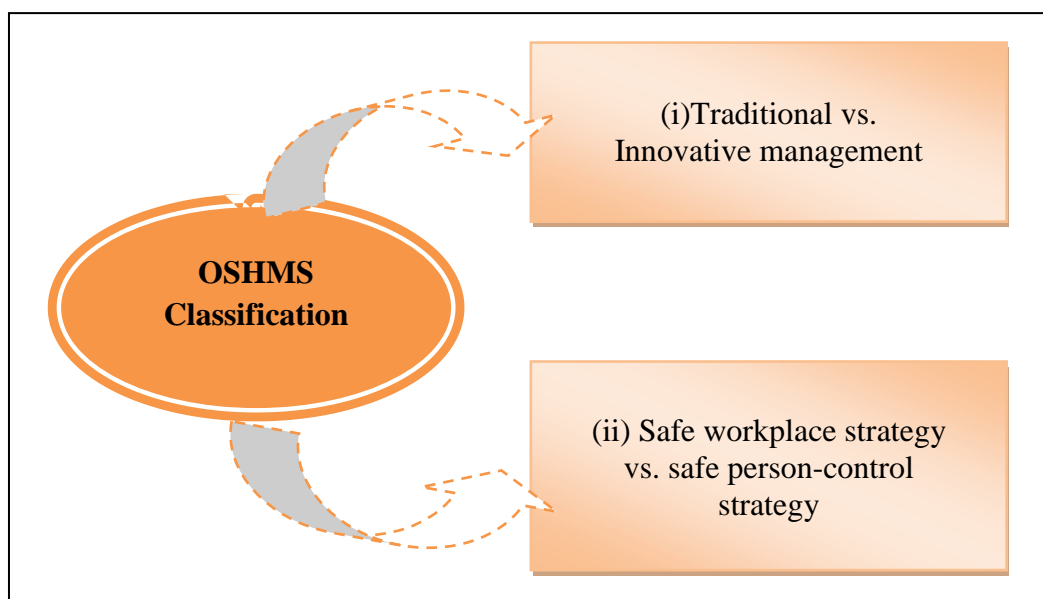 OSHMS
Classification
(i)Traditional vs.
Innovative management
(ii) Safe workplace strategy
vs. safe person-control
strategy